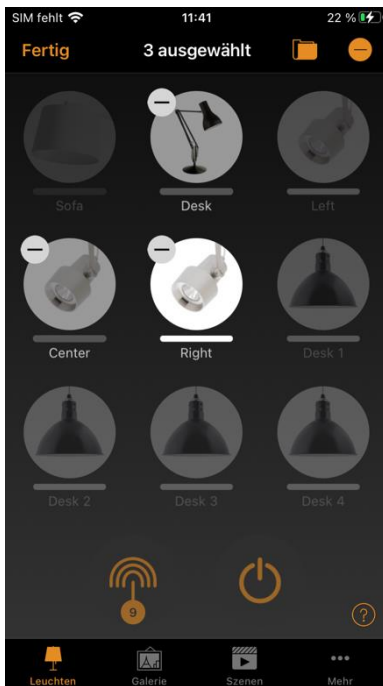 SIM fehlt 11:41 22 %
Fertig 3 ausgewählt
Sofa Desk Left
Center Right Desk 1
Desk 2 Desk 3 Desk 4
9
?
Leuchten Galerie Szenen Mehr